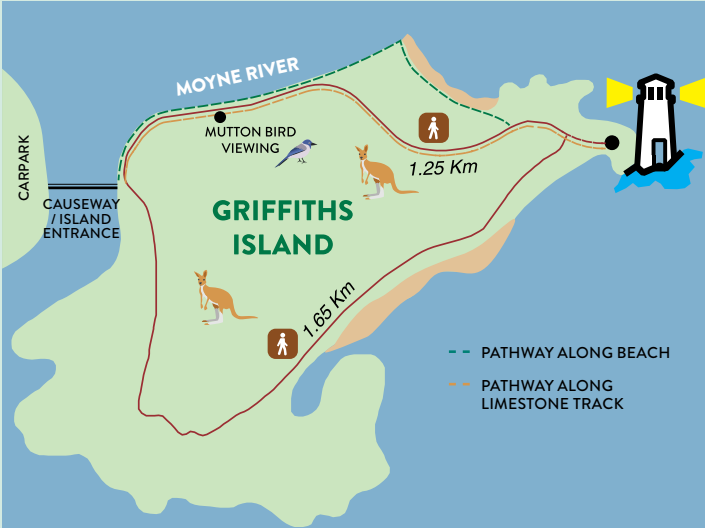 MOYNE RIVER
MUTTON BIRD
VIEWING
1.25 Km
CARPARK
CAUSEWAY
/ ISLAND
ENTRANCE
GRIFFITHS
ISLAND
1.65 Km
PATHWAY ALONG BEACH
PATHWAY ALONG
LIMESTONE TRACK